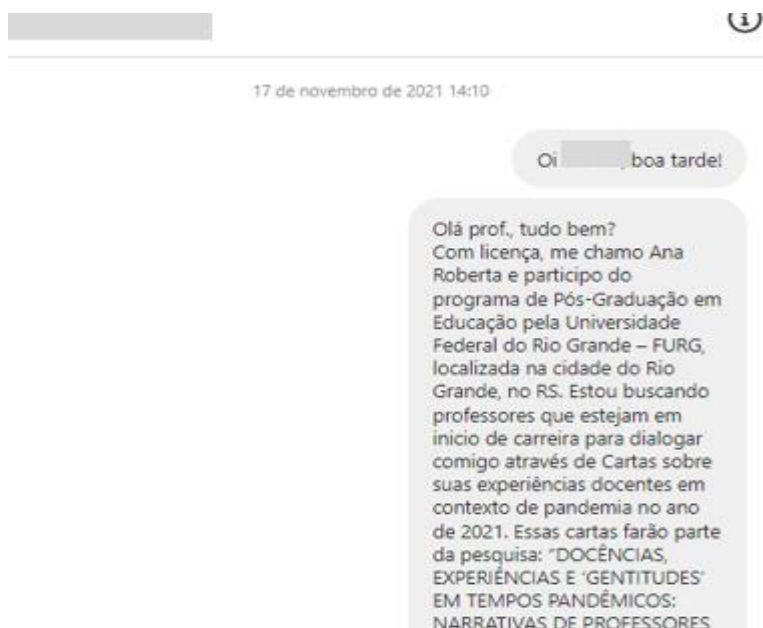 17 de novembro de 2021 14:10
Oi boa tarde!
Olá prof., tudo bem?
Com licença, me chamo Ana
Roberta e participo do
programa de Pós-Graduação em
Educação pela Universidade
Federal do Rio Grande – FURG,
localizada na cidade do Rio
Grande, no RS. Estou buscando
professores que estejam em
inicio de carreira para dialogar
comigo através de Cartas sobre
suas experiências docentes em
contexto de pandemia no ano
de 2021. Essas cartas farão parte
da pesquisa: "DOCÊNCIAS,
EXPERIÊNCIAS E 'GENTITUDES'
EM TEMPOS PANDÊMICOS:
NARRATIVAS DE PROFESSORES